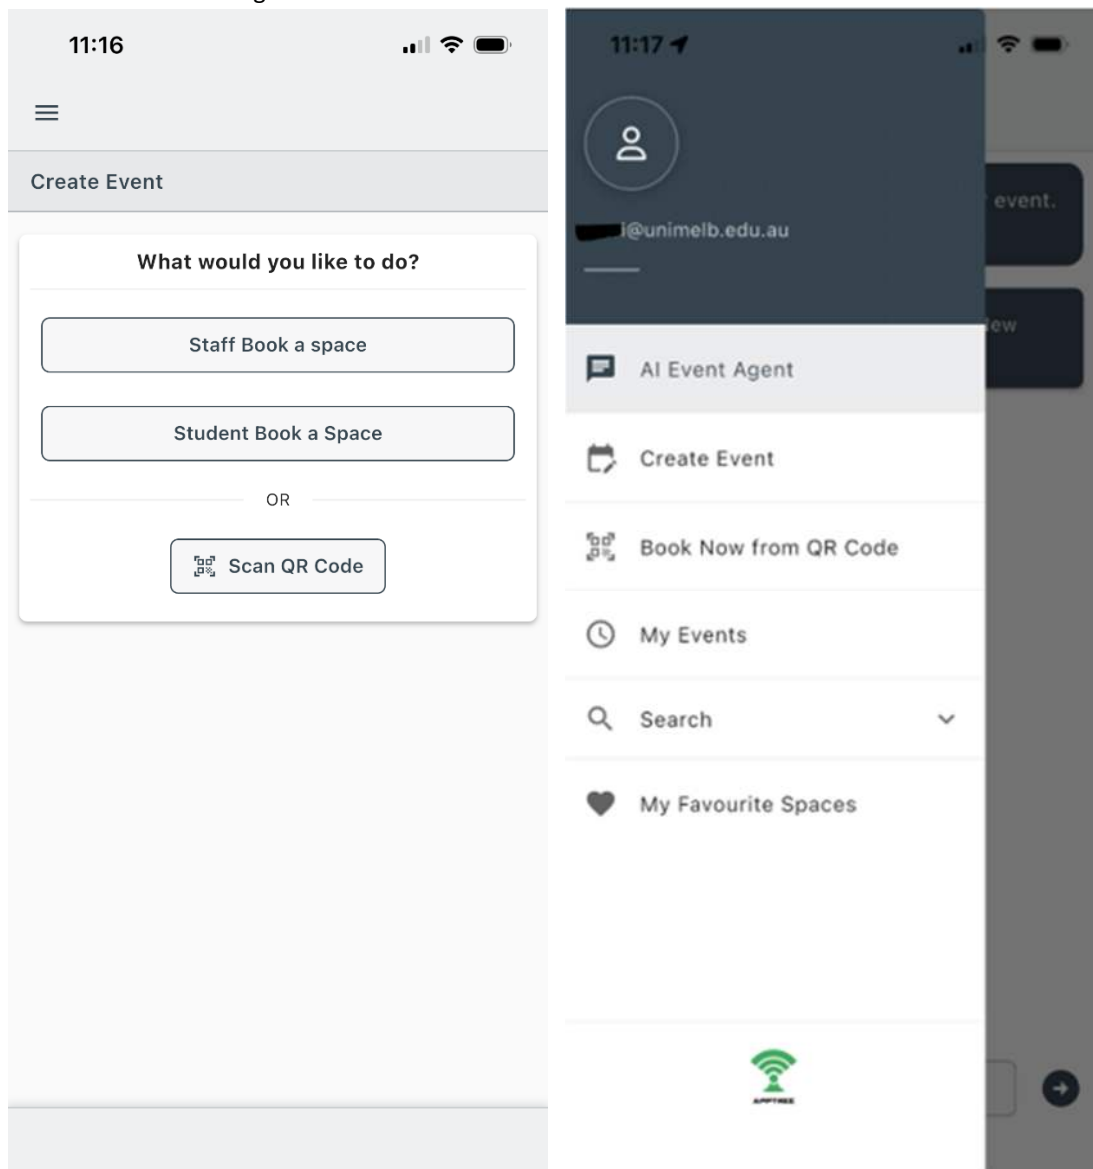 11:16
Create Event
What would you like to do?
Staff Book a space
Student Book a Space
OR
Scan QR Code
11:17
i@unimelb.edu.au
event.
AI Event Agent
Create Event
Book Now from QR Code
My Events
Search
My Favourite Spaces
APPTREE